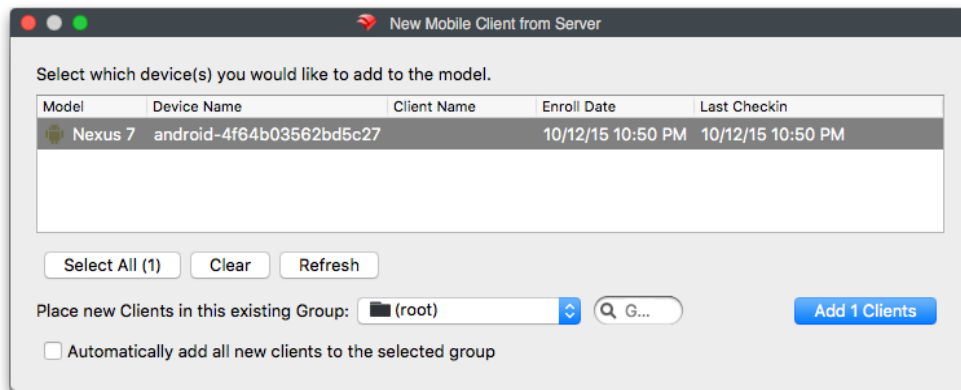 New Mobile Client from Server
Select which device(s) you would like to add to the model.
Model Device Name Client Name Enroll Date Last Checkin
Nexus 7 android-4f64b03562bd5c27 10/12/15 10:50 PM 10/12/15 10:50 PM
Select All (1) Clear Refresh
Place new Clients in this existing Group: (root) G... Add 1 Clients
Automatically add all new clients to the selected group